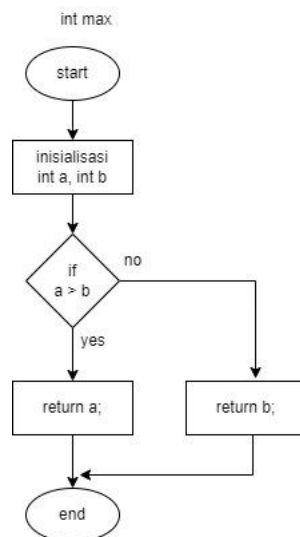 int max
start
inisialisasi
int a, int b
if
a > b
no
yes
return a;
return b;
end